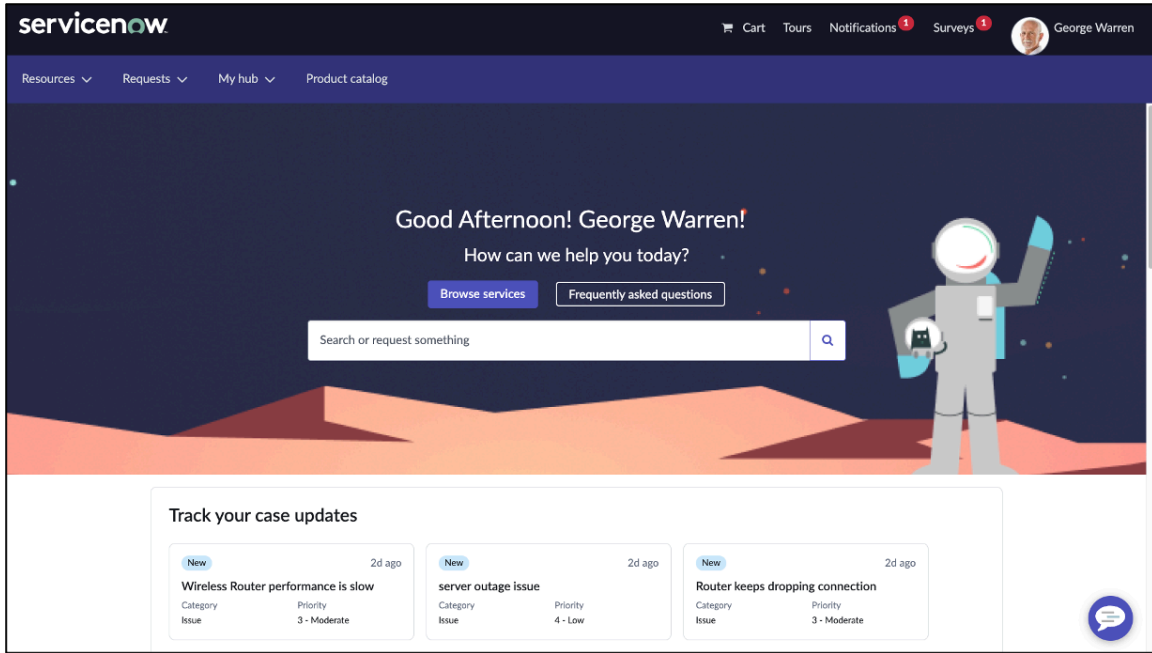 servicenow
Cart Tours Notifications 1 Surveys 1 George Warren
Resources Requests My hub Product catalog
Good Afternoon! George Warren!
How can we help you today?
Browse services Frequently asked questions
Search or request something
Track your case updates
New 2d ago New 2d ago New 2d ago
Wireless Router performance is slow server outage issue Router keeps dropping connection
Category Priority Category Priority Category Priority
Issue 3 - Moderate Issue 4 - Low Issue 3 - Moderate